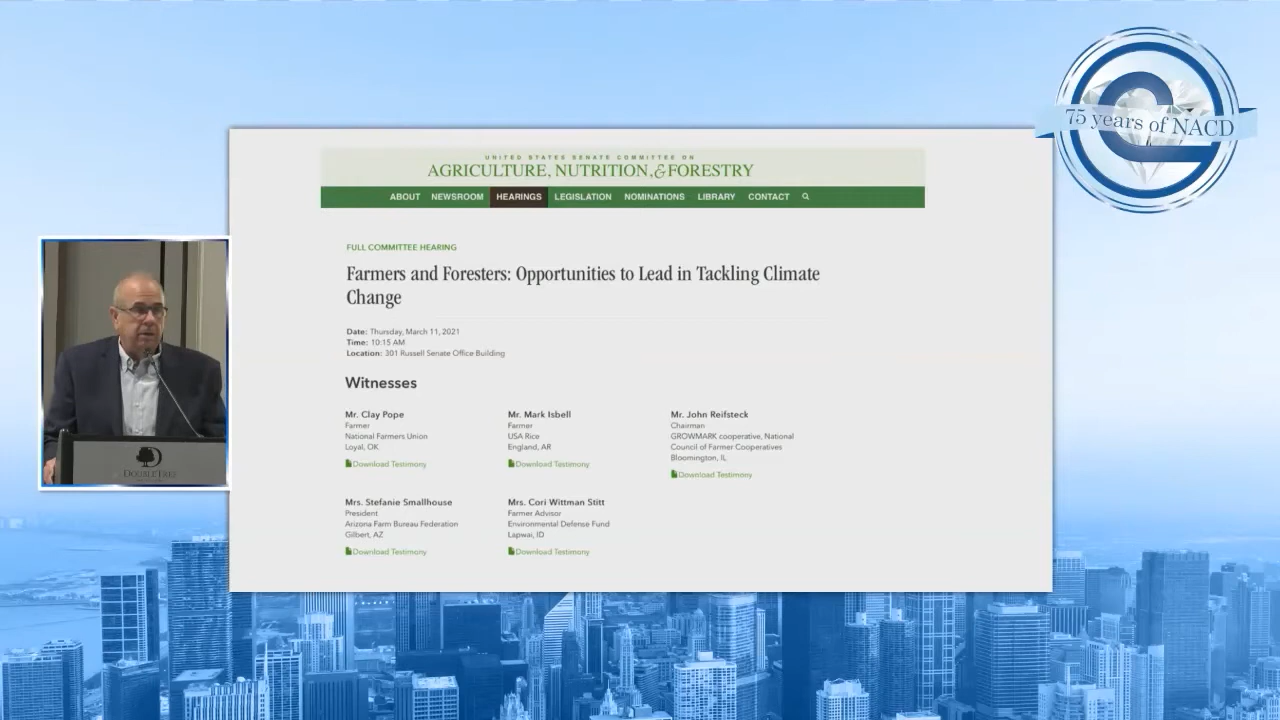 75 years of NACD
UNITED STATES SENATE COMMITTEE ON
AGRICULTURE, NUTRITION, & FORESTRY
ABOUT NEWSROOM HEARINGS LEGISLATION NOMINATIONS LIBRARY CONTACT
FULL COMMITTEE HEARING
Farmers and Foresters: Opportunities to Lead in Tackling Climate
Change
Date: Thursday, March 11, 2021
Time: 10:15 AM
Location: 301 Russell Senate Office Building
Witnesses
Mr. Clay Pope
Farmer
National Farmers Union
Loyal, OK
Download Testimony
Mr. Mark Isbell
Farmer
USA Rice
England, AR
Download Testimony
Mr. John Reifsteck
Chairman
GROWMARK cooperative, National
Council of Farmer Cooperatives
Bloomington, IL
Download Testimony
Mrs. Stefanie Smallhouse
President
Arizona Farm Bureau Federation
Gilbert, AZ
Download Testimony
Mrs. Cori Wittman Stitt
Farmer Advisor
Environmental Defense Fund
Lapwai, ID
Download Testimony
DOUBLETREE